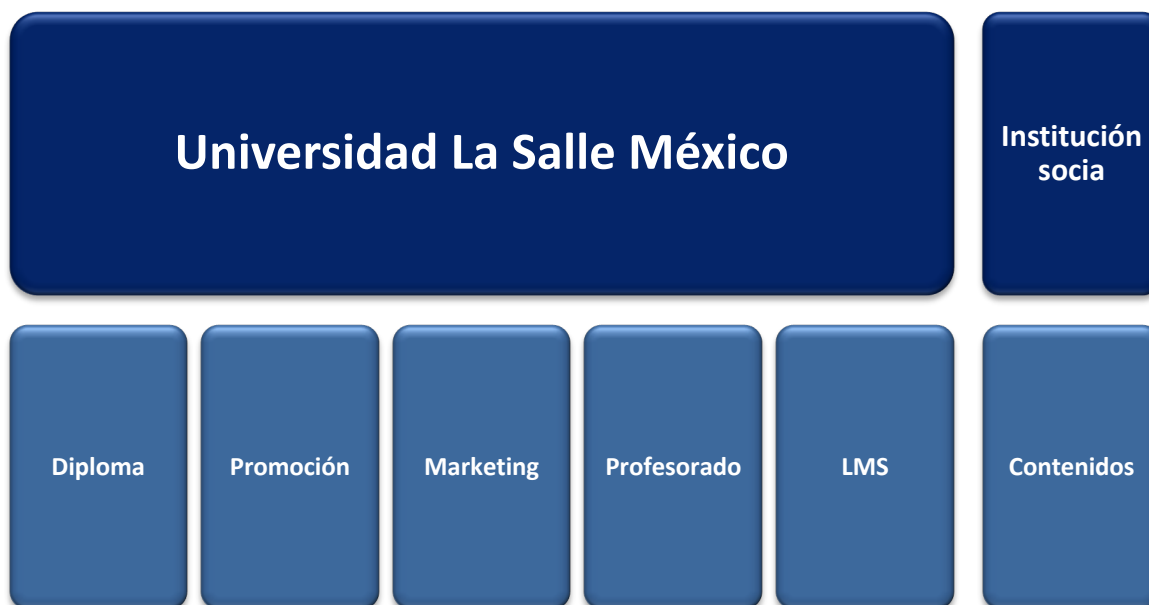 Universidad La Salle México
Institución
socia
Diploma
Promoción
Marketing
Profesorado
LMS
Contenidos